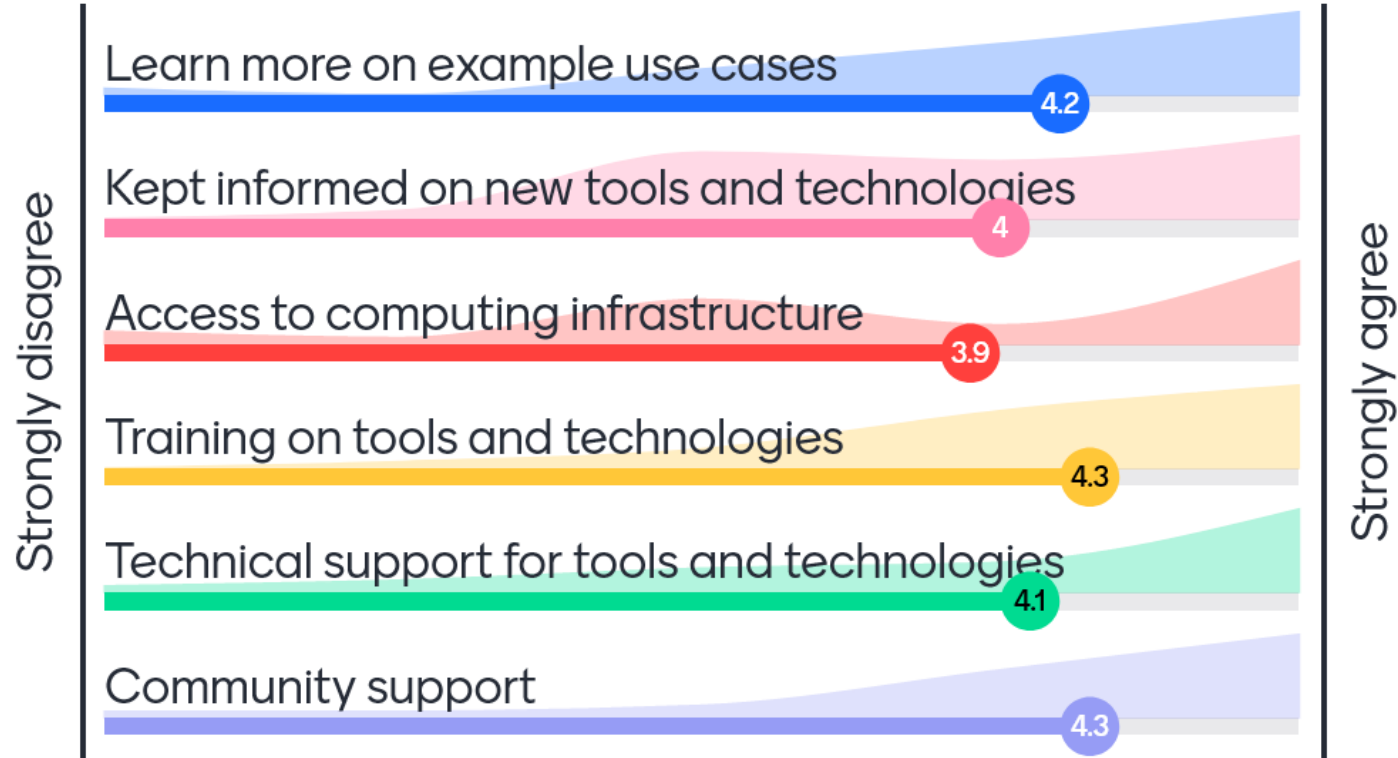 Strongly disagree
Learn more on example use cases
4.2
Kept informed on new tools and technologies
4
Access to computing infrastructure
3.9
Training on tools and technologies
4.3
Technical support for tools and technologies
4.1
Community support
4.3
Strongly agree